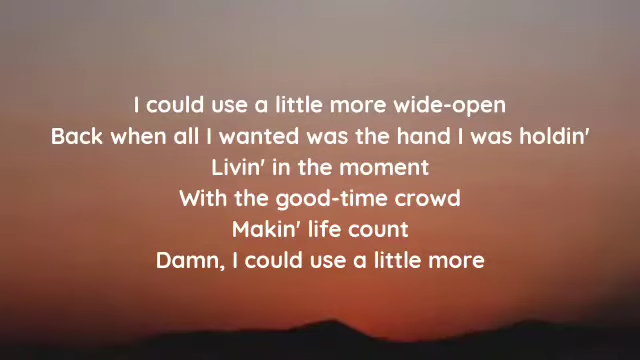 I could use a little more wide-open
Back when all I wanted was the hand I was holdin'
Livin' in the moment
With the good-time crowd
Makin' life count
Damn, I could use a little more